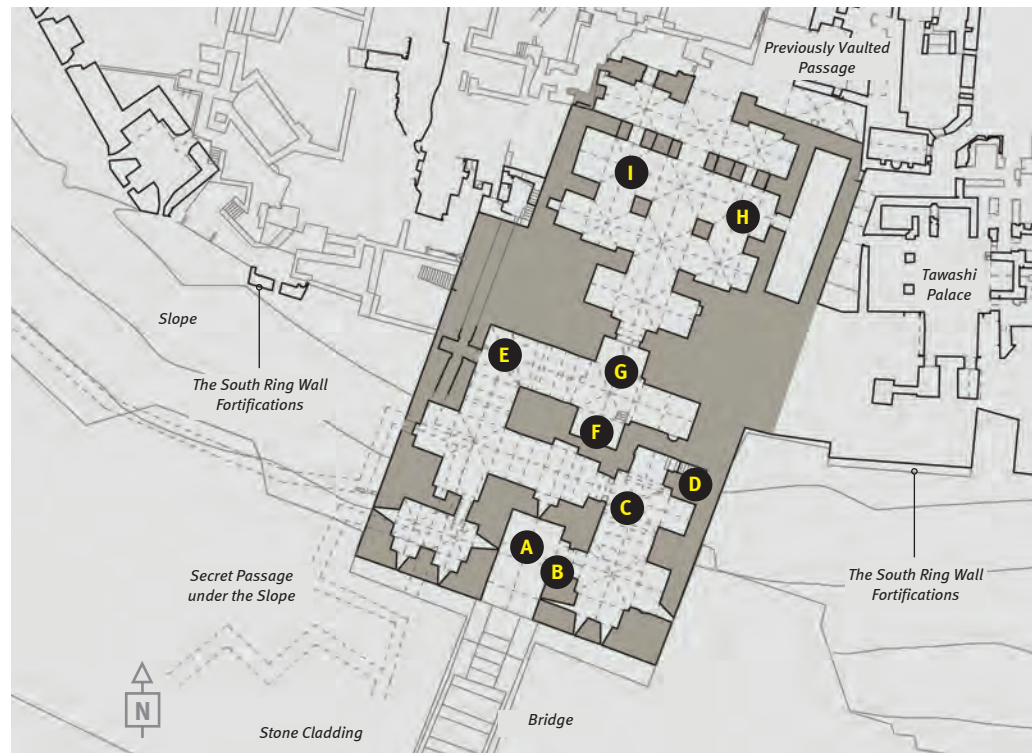 Previously Vaulted
Passage
I
H
Tawashi
Palace
Slope
E
G
The South Ring Wall
Fortifications
F
D
C
A
B
Secret Passage
under the Slope
The South Ring Wall
Fortifications
N
Bridge
Stone Cladding